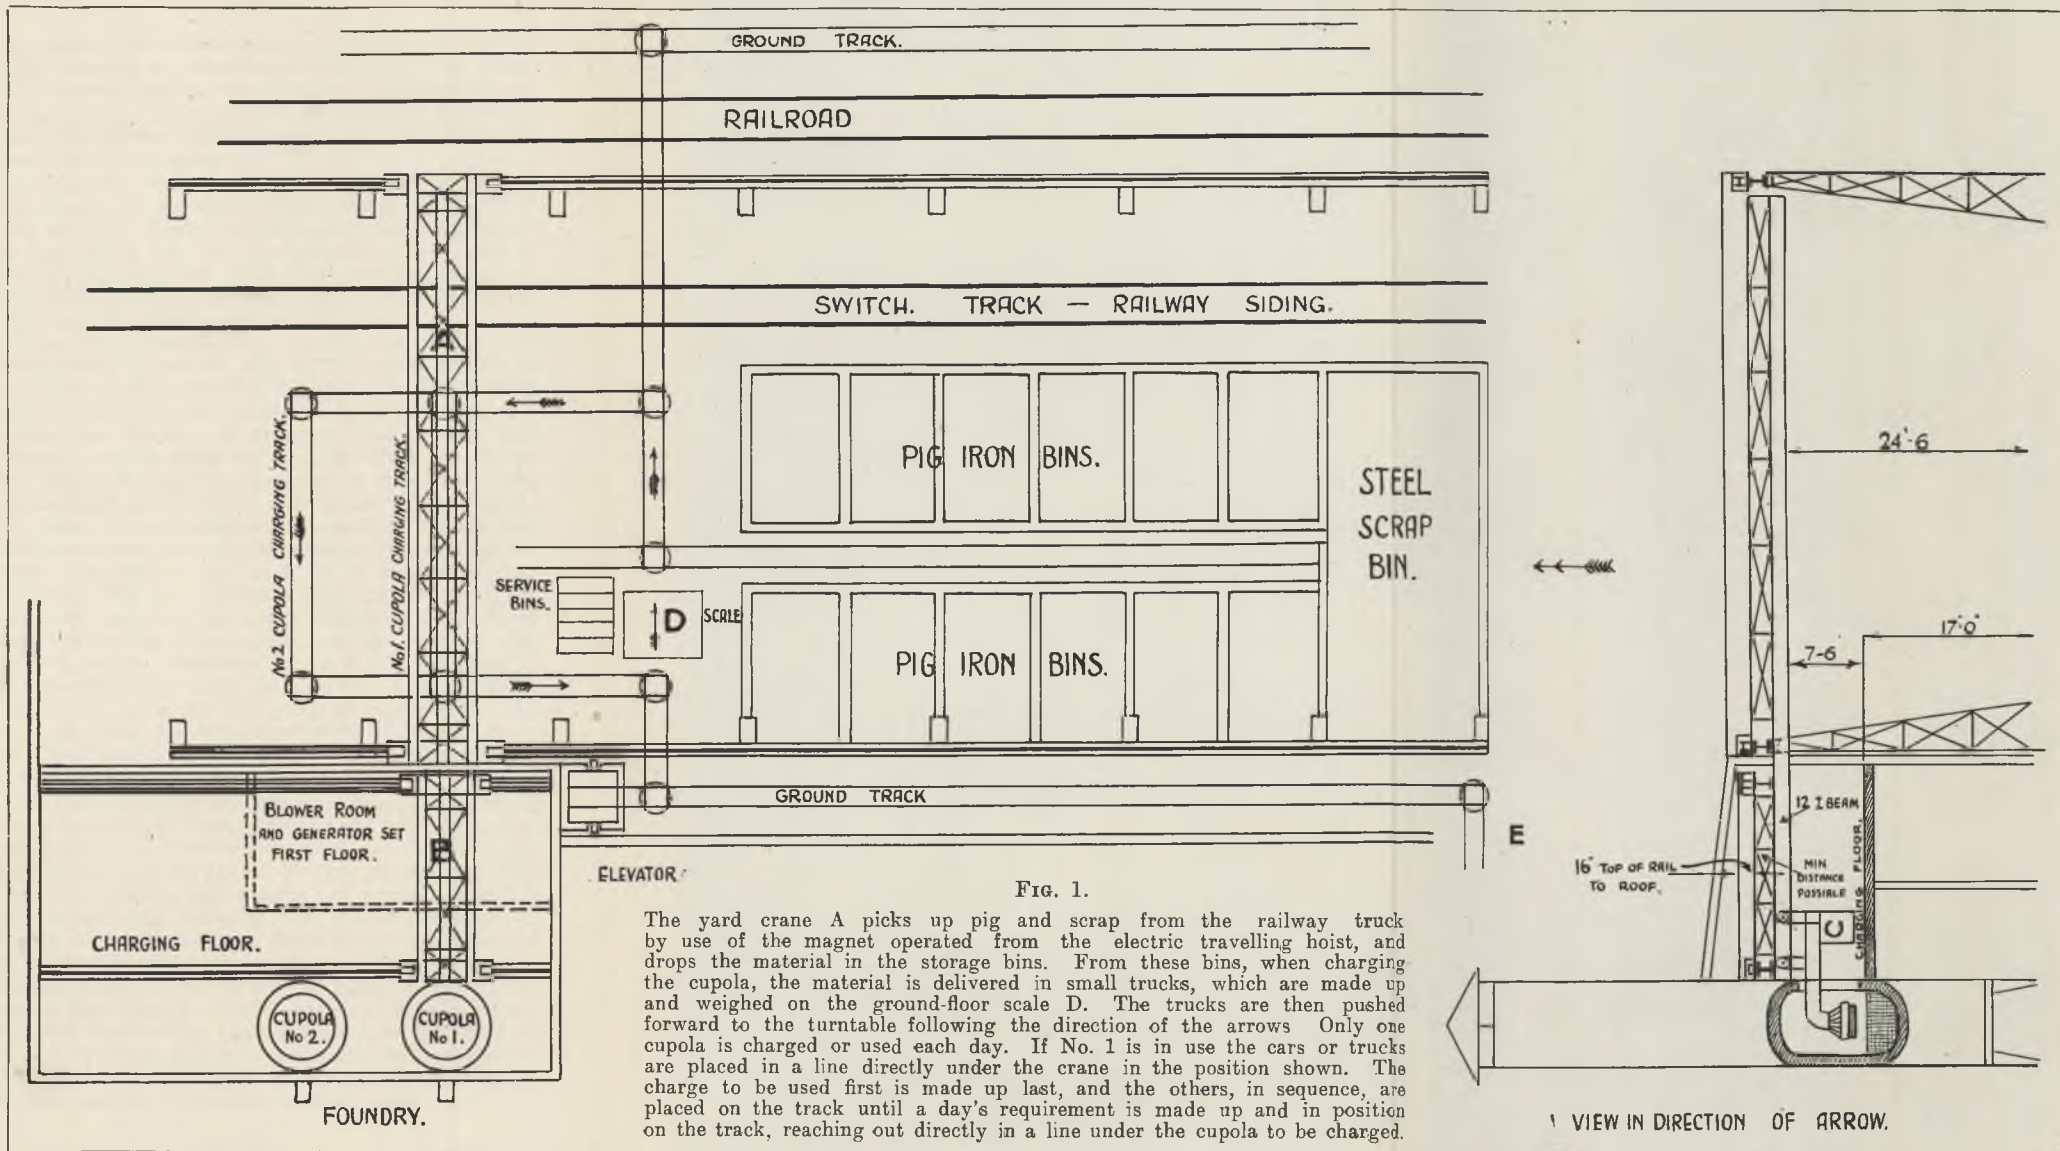 GROUND TRACK.
RAILROAD
SWITCH. TRACK — RAILWAY SIDING.
A
No 2 CUPOLA CHARGING TRACK.
No 1. CUPOLA CHARGING TRACK.
PIG IRON BINS.
STEEL
SCRAP
BIN.
SERVICE
BINS.
D
SCALE
PIG IRON BINS.
GROUND TRACK
E
BLOWER ROOM
AND GENERATOR SET
FIRST FLOOR.
B
ELEVATOR
CHARGING FLOOR.
CUPOLA
No 2.
CUPOLA
No 1.
FOUNDRY.
24'-6
17'0"
7-6
12 I BEAM
CHARGING FLOOR.
16" TOP OF RAIL
TO ROOF.
MIN
DISTANCE
POSSIBLE
C
VIEW IN DIRECTION OF ARROW.
FIG. 1.
The yard crane A picks up pig and scrap from the railway truck
by use of the magnet operated from the electric travelling hoist, and
drops the material in the storage bins. From these bins, when charging
the cupola, the material is delivered in small trucks, which are made up
and weighed on the ground-floor scale D. The trucks are then pushed
forward to the turntable following the direction of the arrows Only one
cupola is charged or used each day. If No. 1 is in use the cars or trucks
are placed in a line directly under the crane in the position shown. The
charge to be used first is made up last, and the others, in sequence, are
placed on the track until a day's requirement is made up and in position
on the track, reaching out directly in a line under the cupola to be charged.